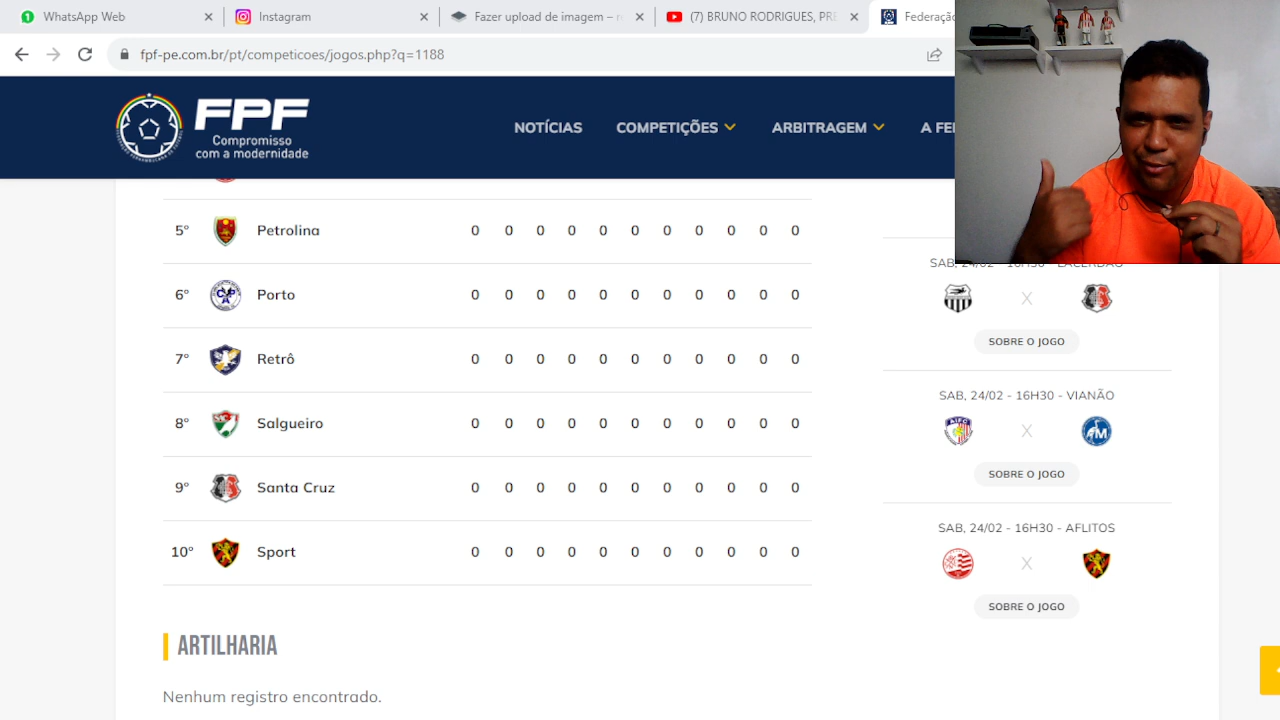 WhatsApp Web
Instagram
Fazer upload de imagem –
(7) BRUNO RODRIGUES, PRE
Federação
fpf-pe.com.br/pt/competicoes/jogos.php?q=1188
FPF
Compromisso
com a modernidade
NOTÍCIAS
COMPETIÇÕES
ARBITRAGEM
A FE
5º Petrolina 0 0 0 0 0 0 0 0 0 0 0
6º Porto 0 0 0 0 0 0 0 0 0 0 0
7º Retrô 0 0 0 0 0 0 0 0 0 0 0
8º Salgueiro 0 0 0 0 0 0 0 0 0 0 0
9º Santa Cruz 0 0 0 0 0 0 0 0 0 0 0
10º Sport 0 0 0 0 0 0 0 0 0 0 0
ARTILHARIA
Nenhum registro encontrado.
SAB, 24/02 - 16H30 - LACERDÃO
X
SOBRE O JOGO
SAB, 24/02 - 16H30 - VIANÃO
X
SOBRE O JOGO
SAB, 24/02 - 16H30 - AFLITOS
X
SOBRE O JOGO